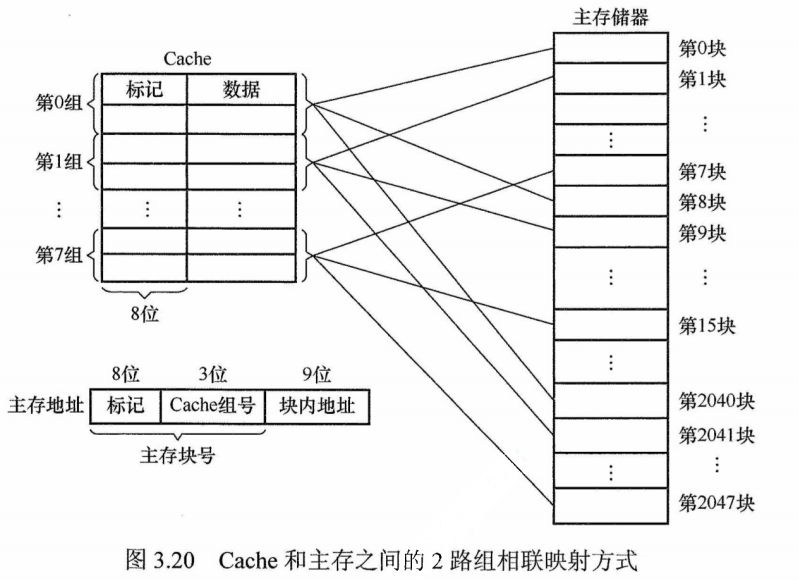 主存储器
Cache
标记 数据
第0组
第1组
⋮ ⋮ ⋮
第7组
8位
第0块
第1块
⋮ ⋮
第7块
第8块
第9块
⋮ ⋮
第15块
⋮
第2040块
第2041块
⋮ ⋮
第2047块
8位 3位 9位
主存地址 标记 Cache组号 块内地址
主存块号
图 3.20 Cache 和主存之间的 2 路组相联映射方式